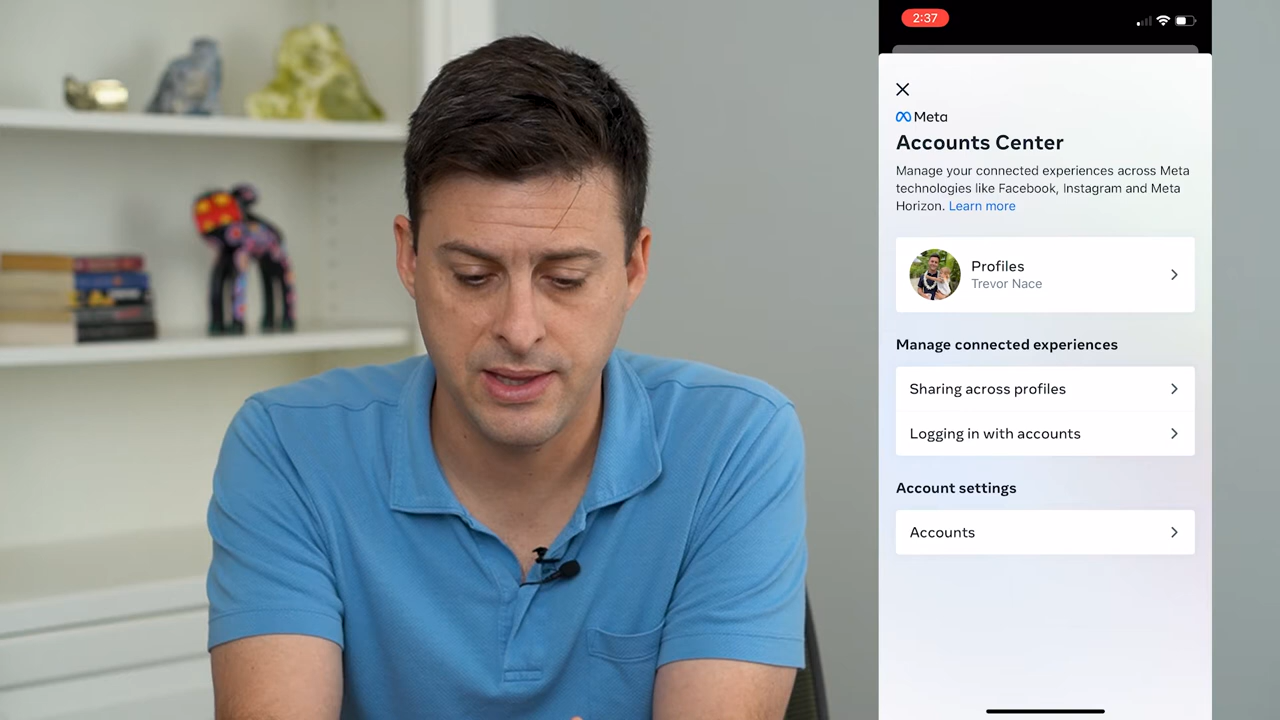 2:37
Meta
Accounts Center
Manage your connected experiences across Meta
technologies like Facebook, Instagram and Meta
Horizon. Learn more
Profiles
Trevor Nace
Manage connected experiences
Sharing across profiles
Logging in with accounts
Account settings
Accounts